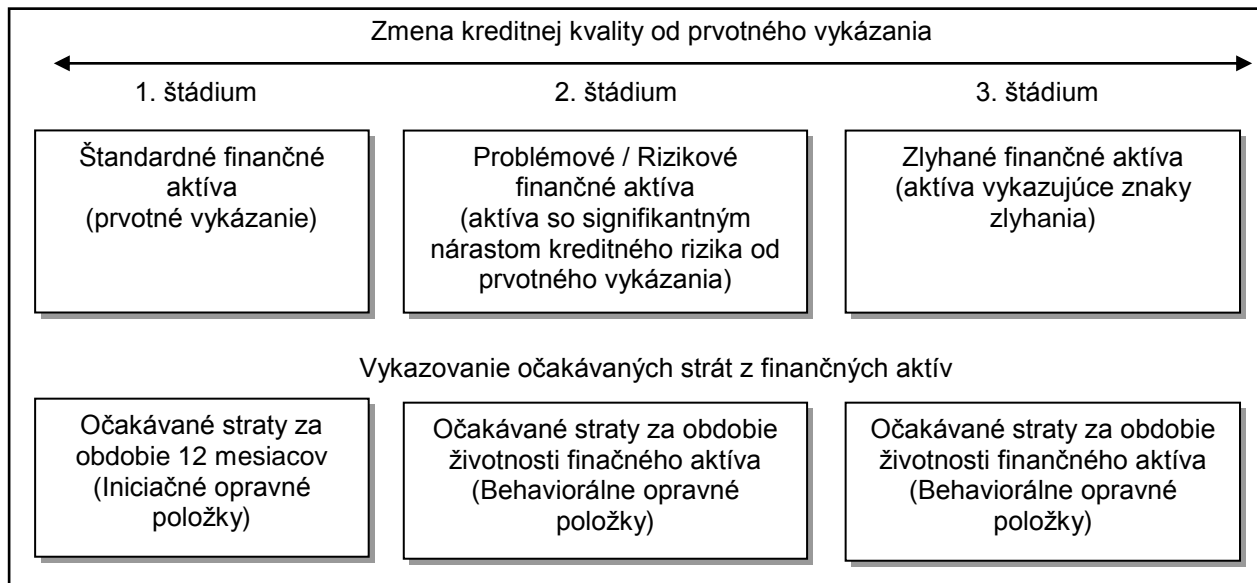 Zmena kreditnej kvality od prvotného vykázania
1. štádium
2. štádium
3. štádium
Štandardné finančné
aktíva
(prvotné vykázanie)
Problémové / Rizikové
finančné aktíva
(aktíva so signifikantným
nárastom kreditného rizika od
prvotného vykázania)
Zlyhané finančné aktíva
(aktíva vykazujúce znaky
zlyhania)
Vykazovanie očakávaných strát z finančných aktív
Očakávané straty za
obdobie 12 mesiacov
(Iniciačné opravné
položky)
Očakávané straty za obdobie
životnosti finačného aktíva
(Behaviorálne opravné
položky)
Očakávané straty za obdobie
životnosti finančného aktíva
(Behaviorálne opravné
položky)